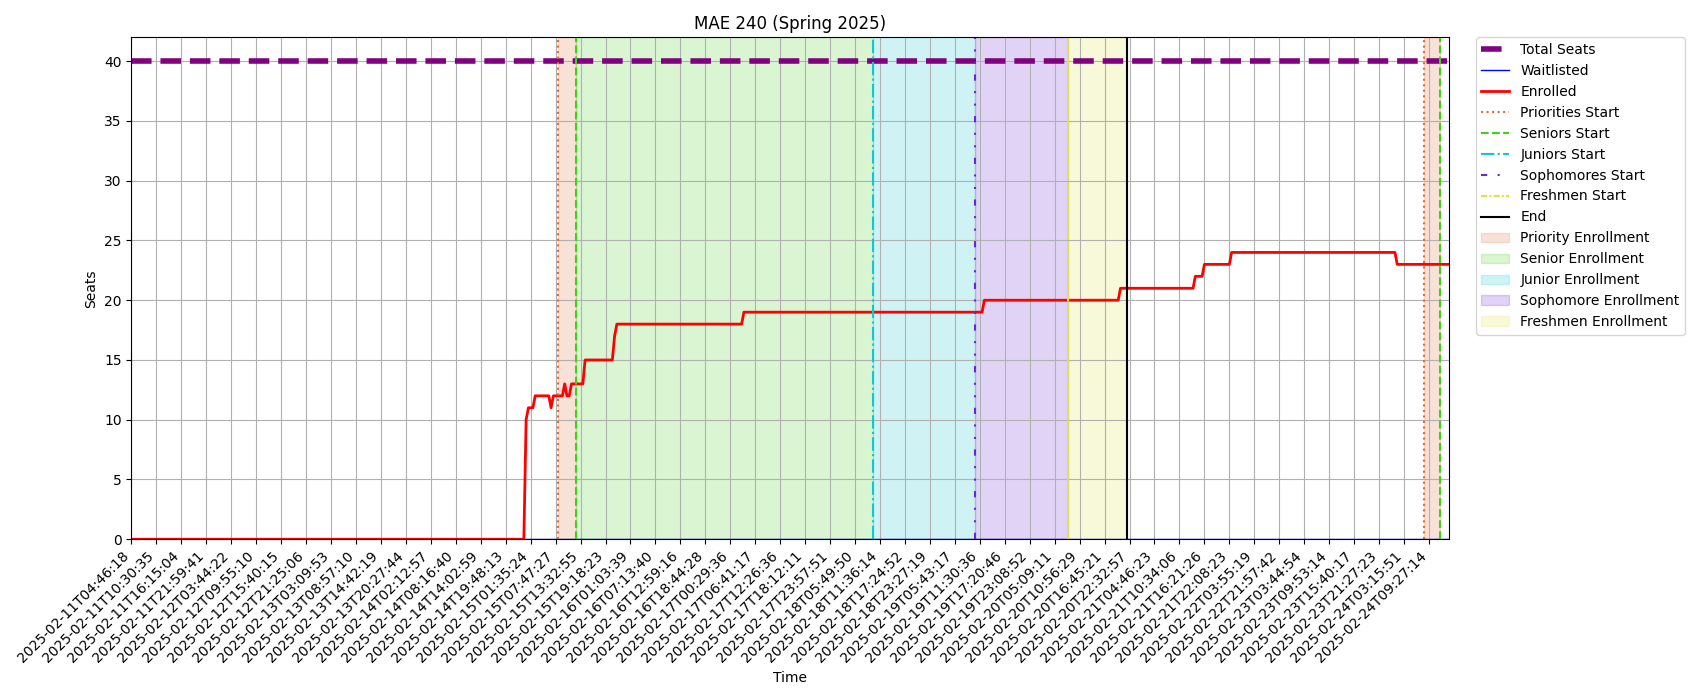 MAE 240 (Spring 2025)
Seats
40
35
30
25
20
15
10
5
0
2025-02-11T04:46:18
2025-02-11T10:30:35
2025-02-11T16:15:04
2025-02-11T21:59:41
2025-02-12T03:44:22
2025-02-12T09:55:10
2025-02-12T15:40:15
2025-02-12T21:25:06
2025-02-13T03:09:53
2025-02-13T08:57:10
2025-02-13T14:42:19
2025-02-13T20:27:44
2025-02-14T02:12:57
2025-02-14T08:16:40
2025-02-14T14:02:59
2025-02-14T19:48:13
2025-02-15T01:35:24
2025-02-15T07:47:27
2025-02-15T13:32:55
2025-02-15T19:18:23
2025-02-16T01:03:39
2025-02-16T07:13:40
2025-02-16T12:59:16
2025-02-16T18:44:28
2025-02-17T00:29:36
2025-02-17T06:41:17
2025-02-17T12:26:36
2025-02-17T18:12:11
2025-02-17T23:57:51
2025-02-18T05:49:50
2025-02-18T11:36:14
2025-02-18T17:24:52
2025-02-18T23:27:19
2025-02-19T05:43:17
2025-02-19T11:30:36
2025-02-19T17:20:46
2025-02-19T23:08:52
2025-02-20T05:09:11
2025-02-20T10:56:29
2025-02-20T16:45:21
2025-02-20T22:32:57
2025-02-21T04:46:23
2025-02-21T10:34:06
2025-02-21T16:21:26
2025-02-21T22:08:23
2025-02-22T15:55:19
2025-02-22T21:57:42
2025-02-23T03:44:54
2025-02-23T09:53:14
2025-02-23T15:40:17
2025-02-23T21:27:23
2025-02-24T03:15:51
2025-02-24T09:27:14
Time
Total Seats
Waitlisted
Enrolled
Priorities Start
Seniors Start
Juniors Start
Sophomores Start
Freshmen Start
End
Priority Enrollment
Senior Enrollment
Junior Enrollment
Sophomore Enrollment
Freshmen Enrollment